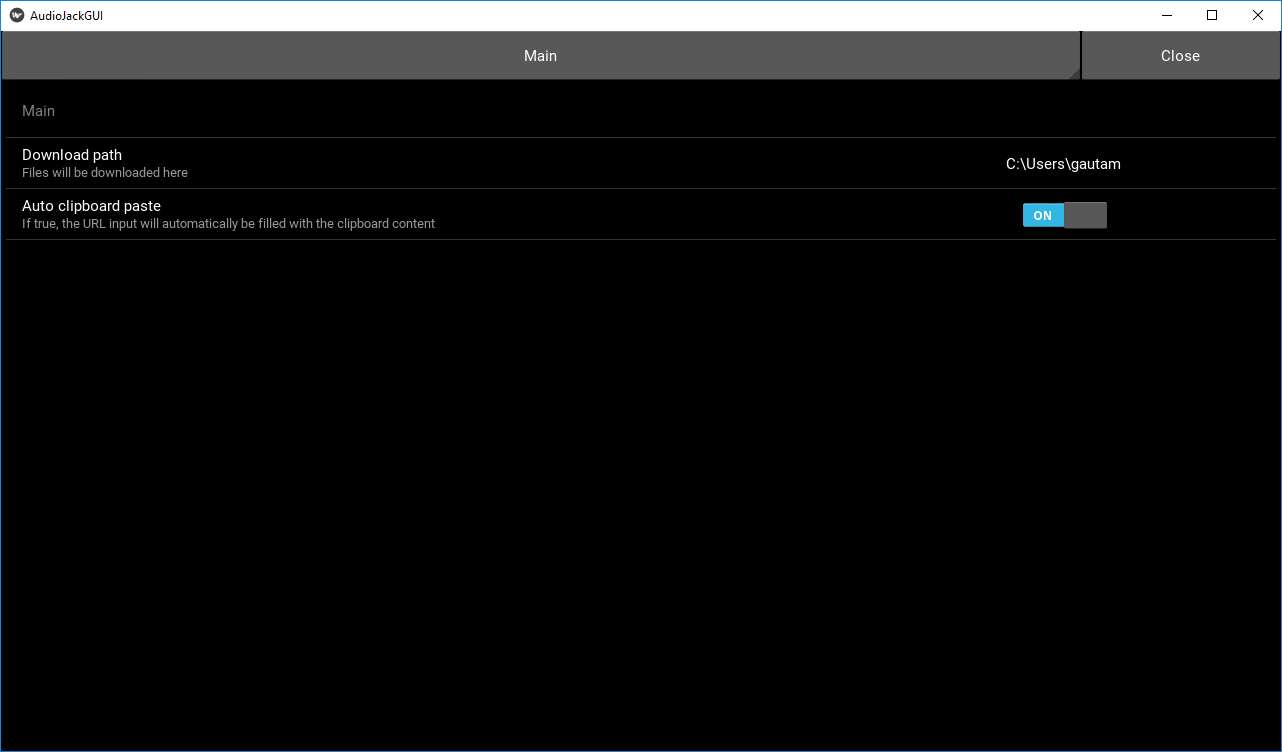 AudioJackGUI
Main
Close
Main
Download path
Files will be downloaded here
C:\Users\gautam
Auto clipboard paste
If true, the URL input will automatically be filled with the clipboard content
ON